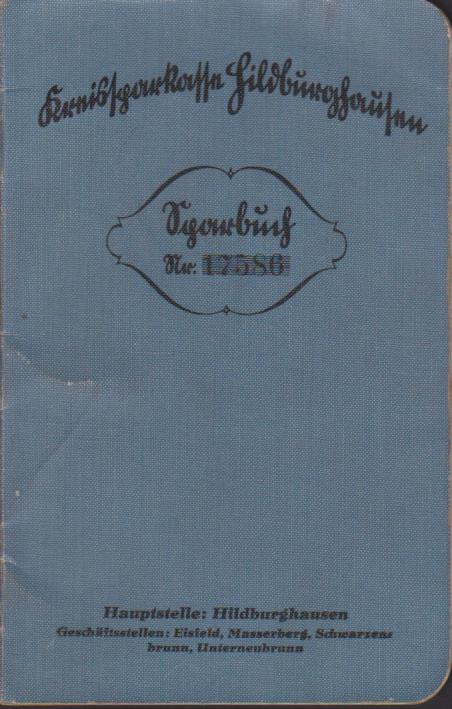 Kreissparkasse Hildburghausen
Sparbuch
Nr. 17586
Hauptstelle: Hildburghausen
Geschäftsstellen: Eisfeld, Masserberg, Schwarzen-
brunn, Unterneubrunn